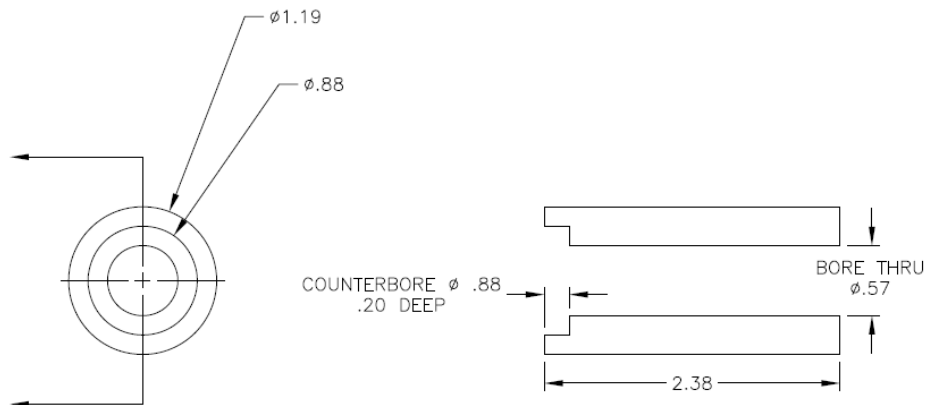 ø1.19
ø.88
COUNTERBORE ø .88
.20 DEEP
BORE THRU
ø.57
2.38